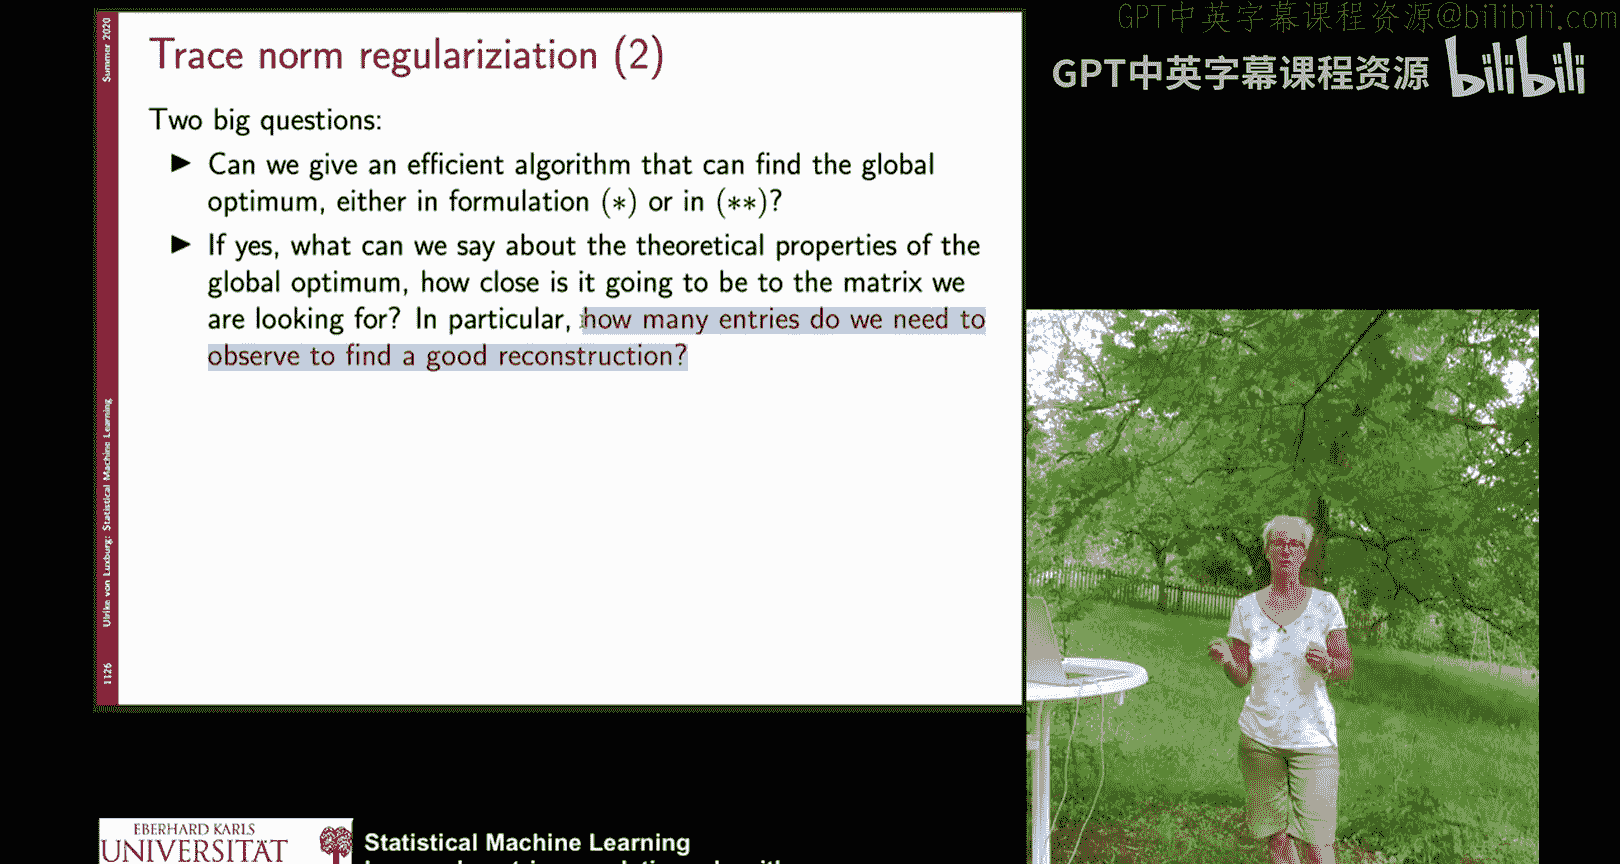 GPT中英字幕课程资源@bilibili.com
GPT中英字幕课程资源 bilibili
Summer 2020
Trace norm regulariziation (2)
Two big questions:
► Can we give an efficient algorithm that can find the global
optimum, either in formulation (∗) or in (∗∗)?
► If yes, what can we say about the theoretical properties of the
global optimum, how close is it going to be to the matrix we
are looking for? In particular, how many entries do we need to
observe to find a good reconstruction?
Ulrike von Luxburg: Statistical Machine Learning
1126
EBERHARD KARLS
UNIVERSITÄT
Statistical Machine Learning